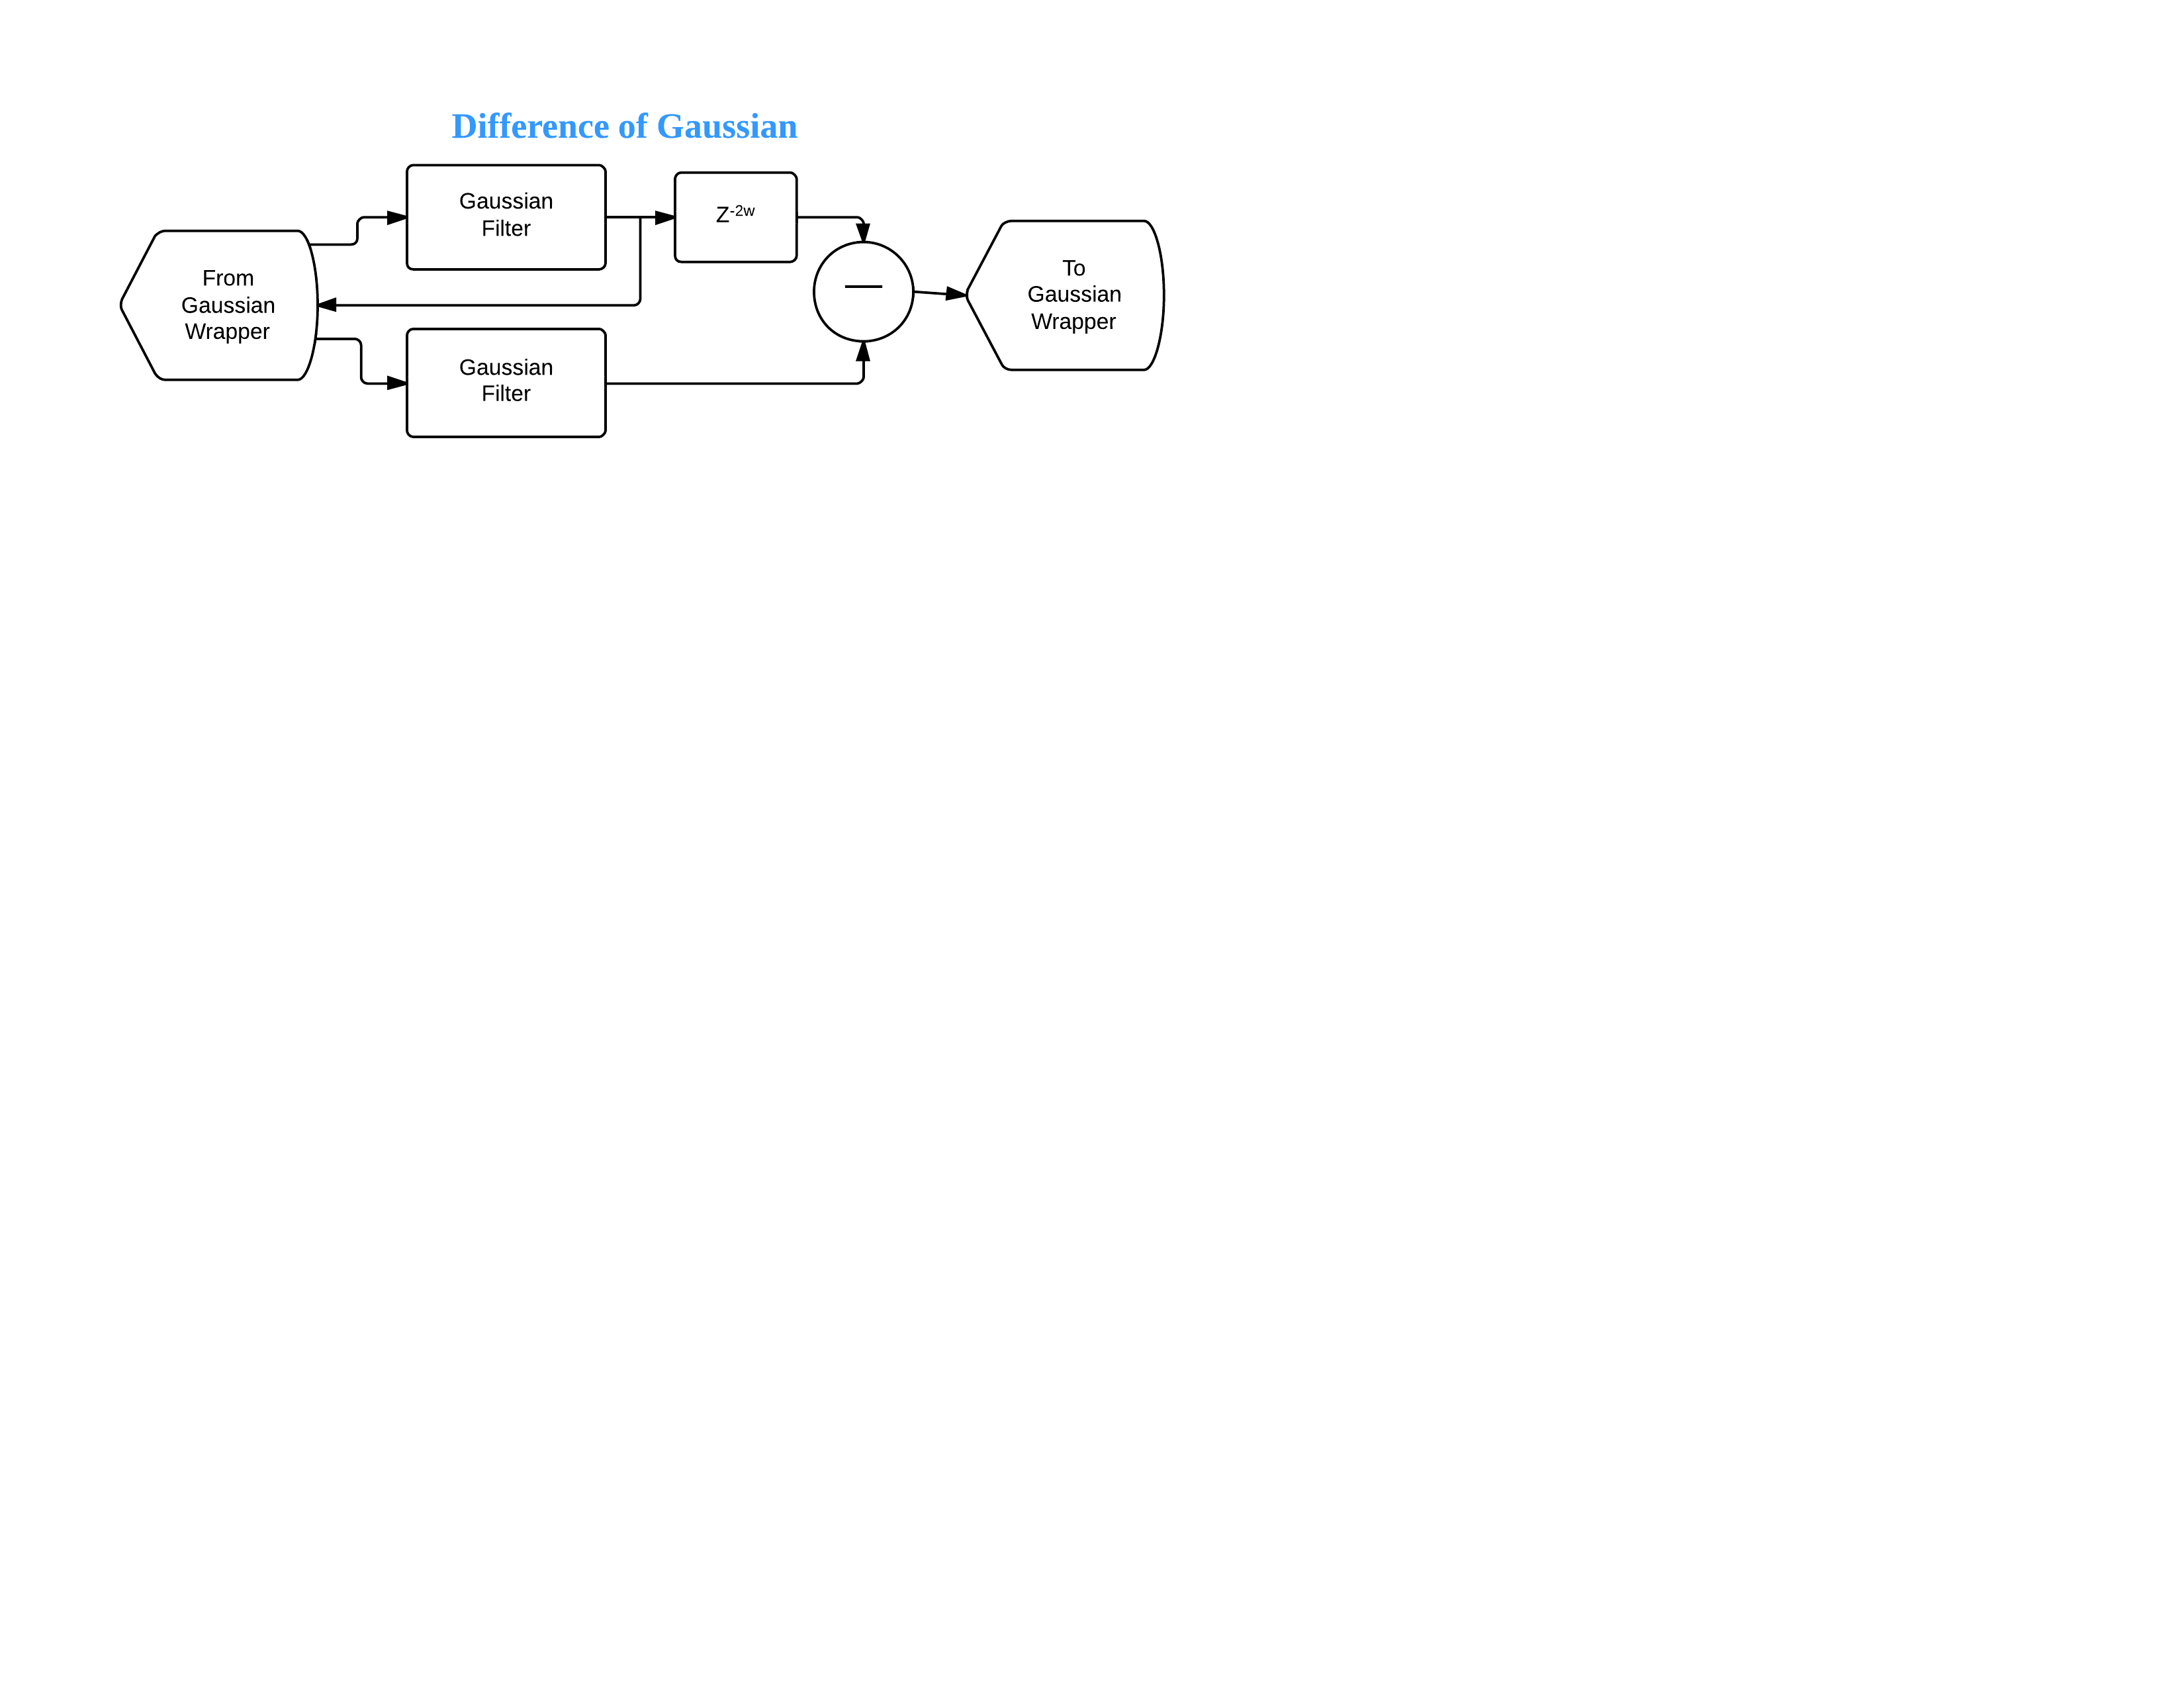 Difference of Gaussian
Gaussian
Filter
Z-2w
From
Gaussian
Wrapper
To
Gaussian
Wrapper
—
Gaussian
Filter